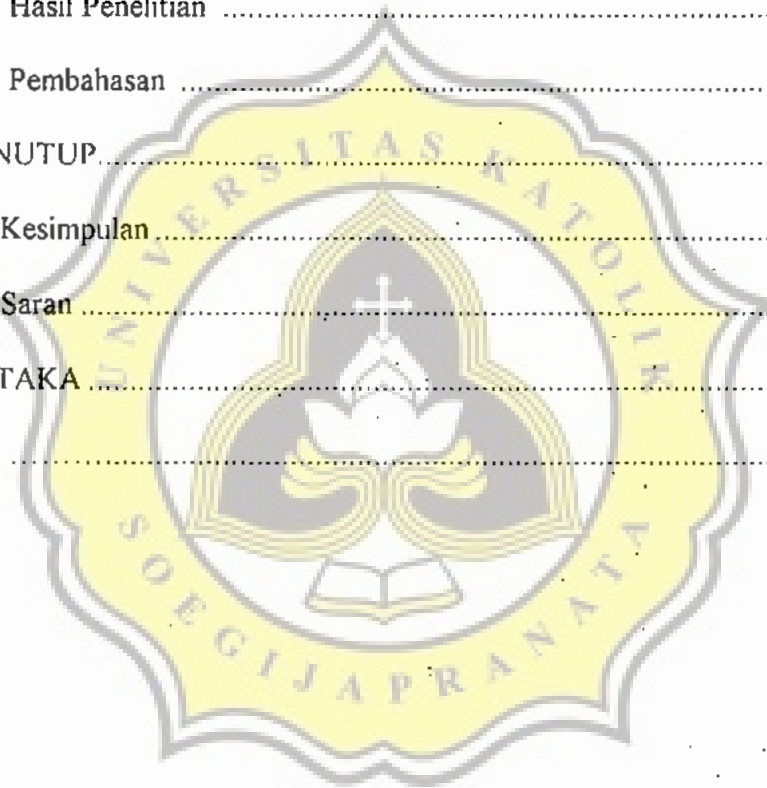 Hasil Penelitian ........................................
Pembahasan ........................................
NUTUP ........................................
Kesimpulan ........................................
Saran ........................................
TAKA ........................................
........................................
UNIVERSITAS KATOLIK
SOEGIJAPRANATA